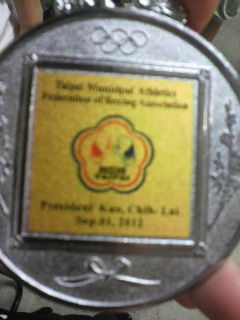 Taipei Municipal Athletics
Federation of Boxing Association
President Kuo, Chih-Lai
Sep.01, 2012